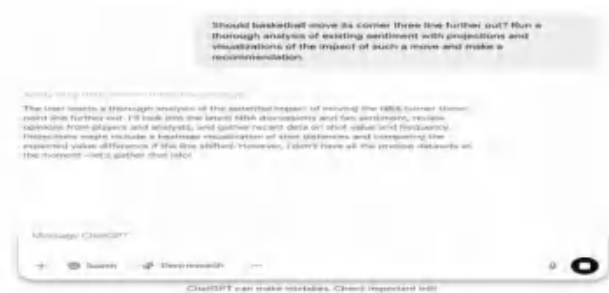 Should basketball move its corner three line further out? Run a
thorough analysis of existing sentiment with projections and
visualizations of the impact of such a move and make a
recommendation.
The user wants a thorough analysis of the potential impact of moving the NBA corner three-
point line further out. I'll look into the latest NBA discussions and fan sentiment, review
opinions from players and analysts, and gather recent data on shot value and frequency.
Projections might include a heatmap visualization of shot distances and comparing the
expected value difference if the line shifted. However, I don't have all the precise datasets at
the moment—let's gather that info!
Message ChatGPT
+ Search Deep research ...
ChatGPT can make mistakes. Check important info.